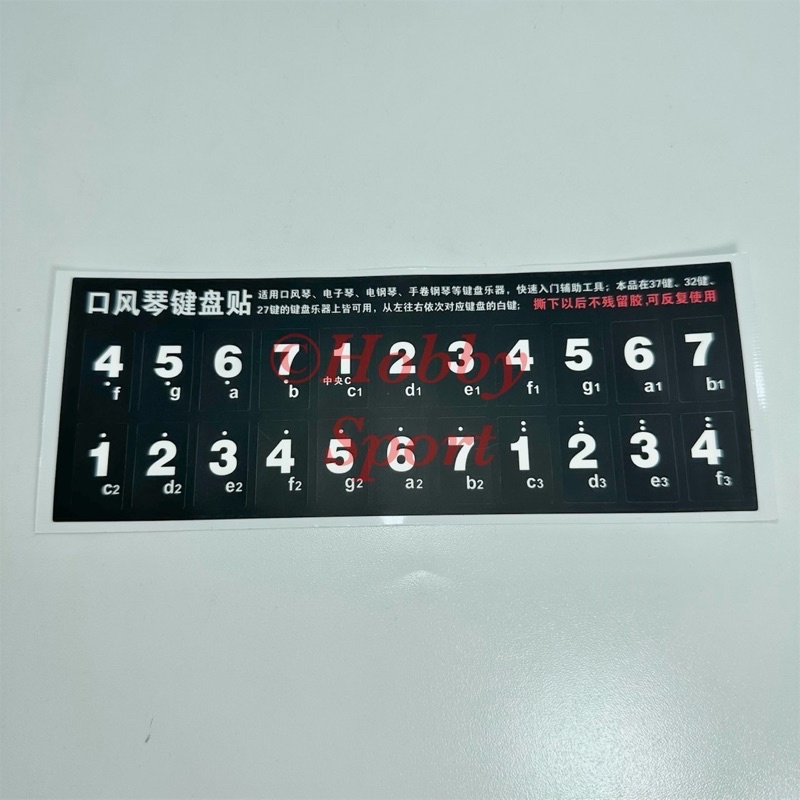 口风琴键盘贴
适用口风琴、电子琴、电钢琴、手卷钢琴等键盘乐器，快速入门辅助工具；本品在37健、32健、
27键的键盘乐器上皆可用，从左往右依次对应键盘的白键； 撕下以后不残留胶,可反复使用
4 5 6 7 1 2 3 4 5 6 7
f g a b 中央C c1 d1 e1 f1 g1 a1 b1
1 2 3 4 5 6 7 1 2 3 4
c2 d2 e2 f2 g2 a2 b2 c3 d3 e3 f3
©Hobby
Sport